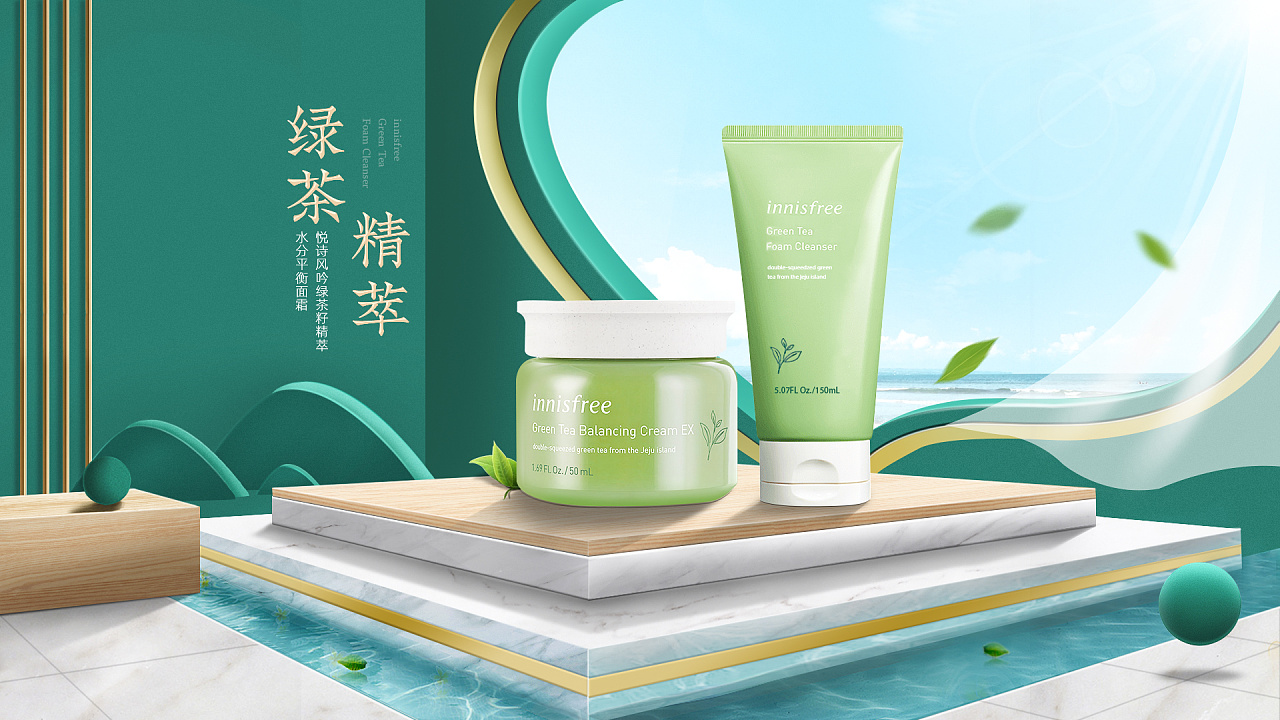 绿茶
精萃
innisfree
Green Tea
Foam Cleanser
悦诗风吟绿茶籽精萃
水分平衡面霜
innisfree
Green Tea Balancing Cream EX
double-squeezed green tea from the Jeju Island
1.69 FL Oz. / 50 mL
innisfree
Green Tea
Foam Cleanser
double-squeezed green
tea from the Jeju Island
5.07FL Oz./150mL